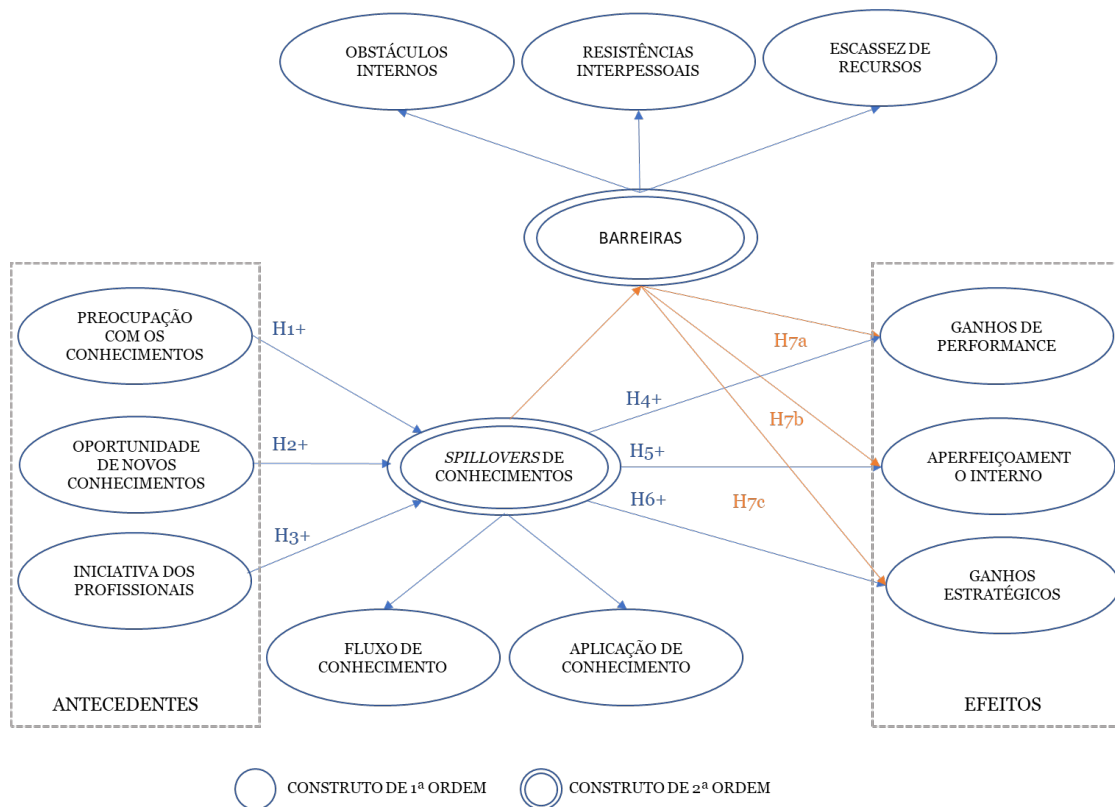 OBSTÁCULOS
INTERNOS
RESISTÊNCIAS
INTERPESSOAIS
ESCASSEZ DE
RECURSOS
BARREIRAS
PREOCUPAÇÃO
COM OS
CONHECIMENTOS
H1+
OPORTUNIDADE
DE NOVOS
CONHECIMENTOS
H2+
INICIATIVA DOS
PROFISSIONAIS
H3+
ANTECEDENTES
SPILLOVERS DE
CONHECIMENTOS
FLUXO DE
CONHECIMENTO
APLICAÇÃO DE
CONHECIMENTO
H7a
H4+
H7b
H5+
H6+
H7c
GANHOS DE
PERFORMANCE
APERFEIÇOAMENT
O INTERNO
GANHOS
ESTRATÉGICOS
EFEITOS
CONSTRUTO DE 1ª ORDEM
CONSTRUTO DE 2ª ORDEM